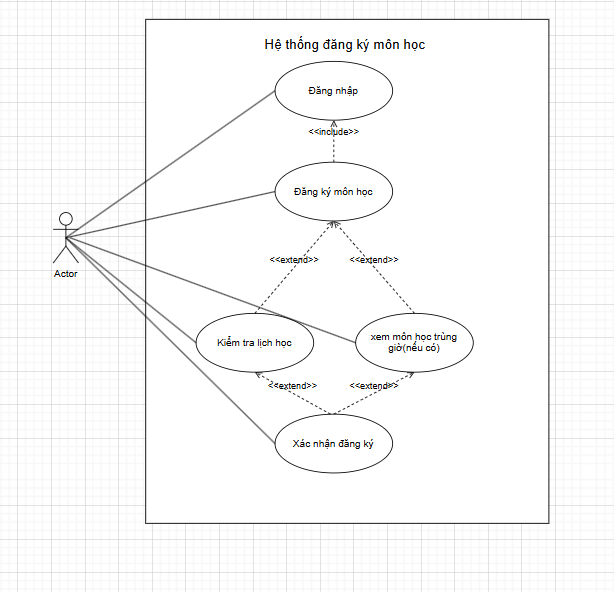 Hệ thống đăng ký môn học
Đăng nhập
<<include>>
Đăng ký môn học
Actor
<<extend>>
<<extend>>
Kiểm tra lịch học
xem môn học trùng
giờ(nếu có)
<<extend>>
<<extend>>
Xác nhận đăng ký